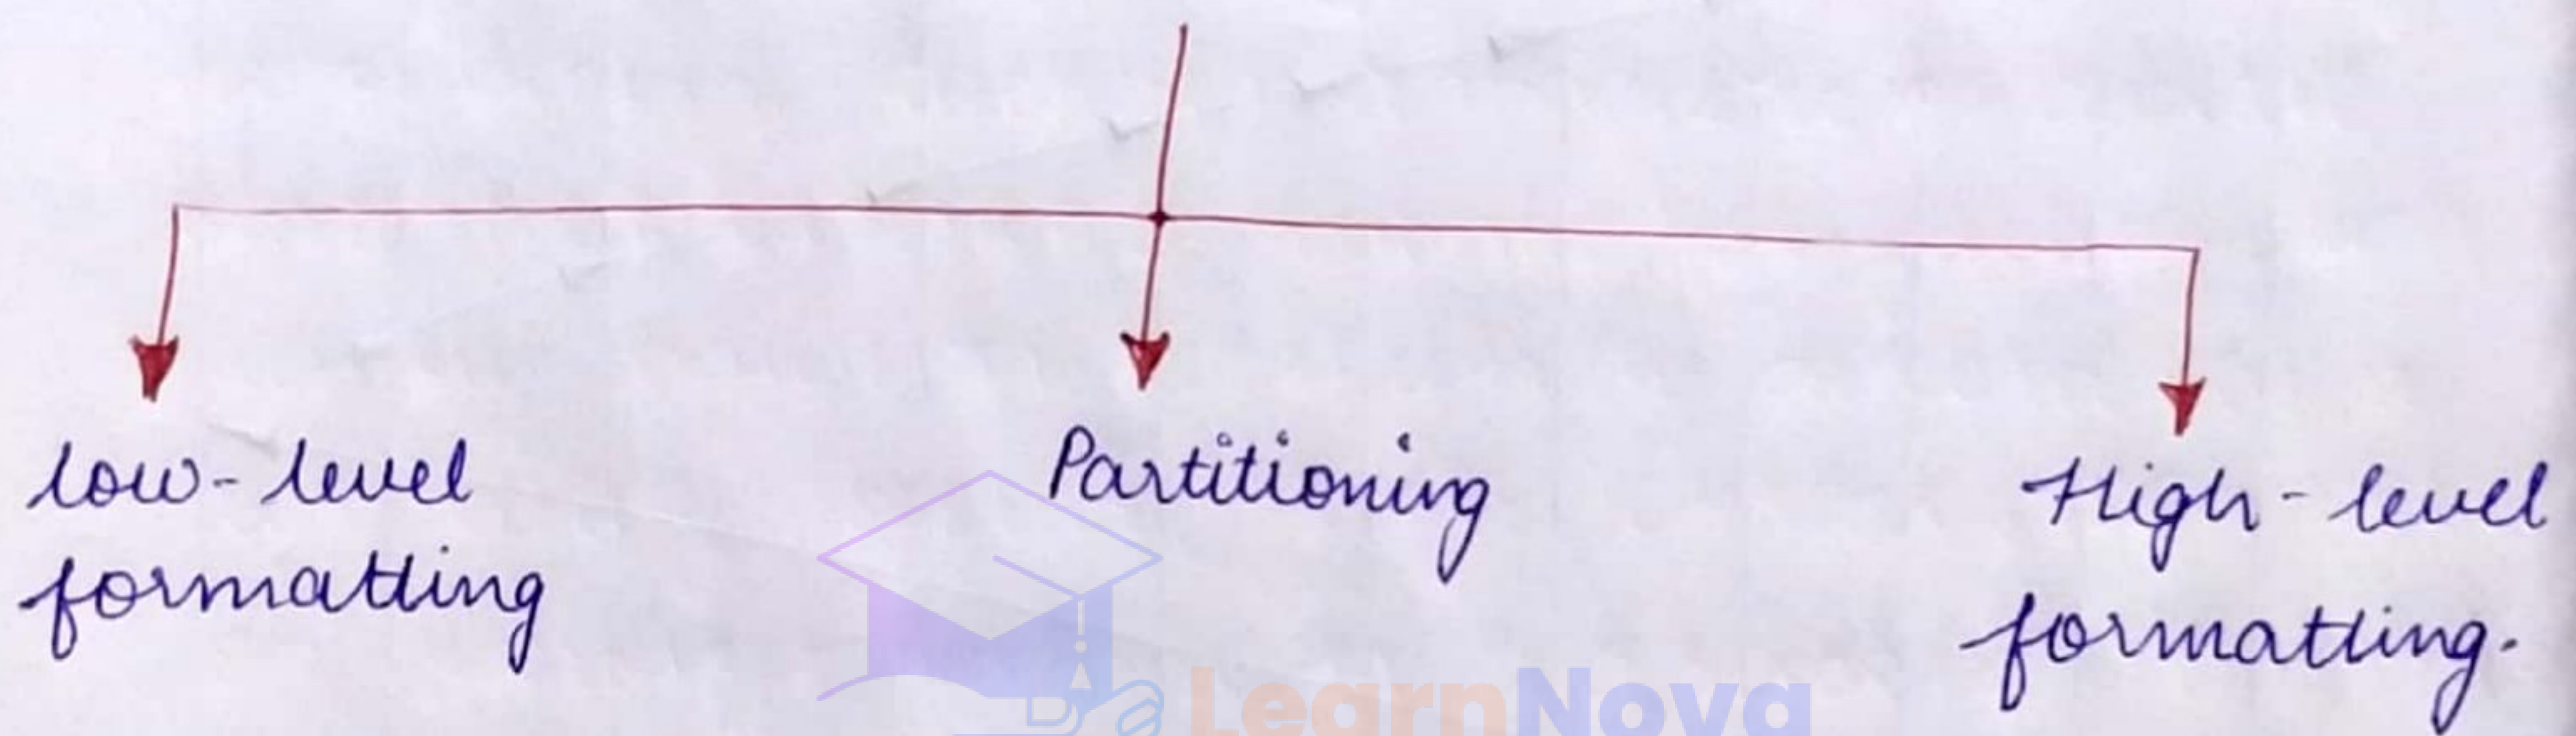 low-level
formatting
Partitioning
High-level
formatting.
LearnNova